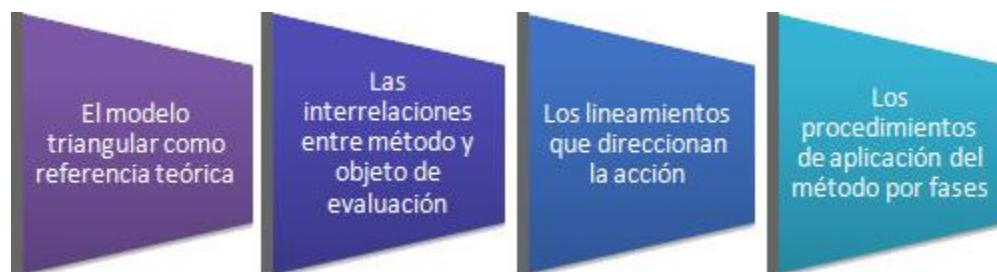 El modelo
triangular como
referencia teórica
Las
interrelaciones
entre método y
objeto de
evaluación
Los lineamientos
que direccionan
la acción
Los
procedimientos
de aplicación del
método por fases